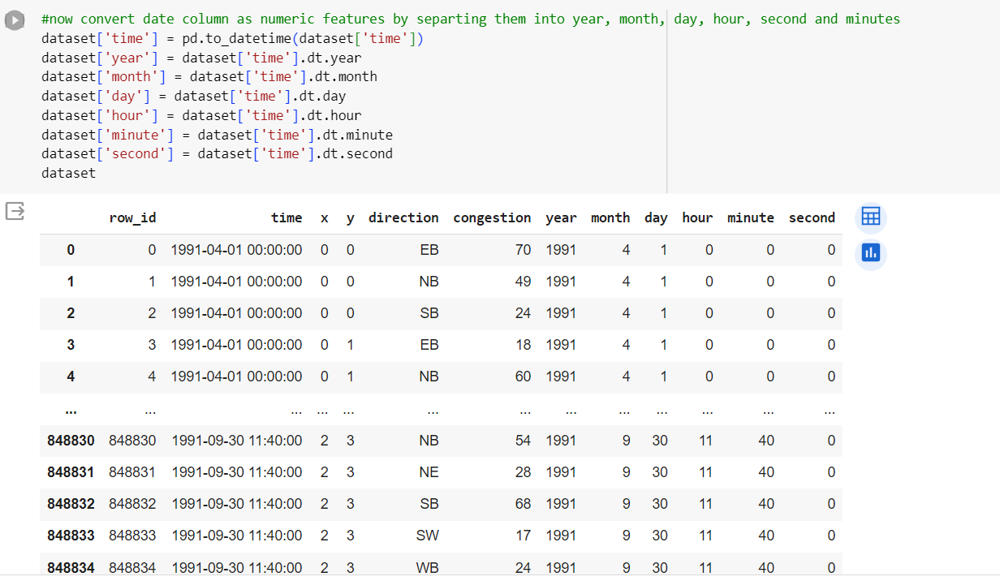 #now convert date column as numeric features by separting them into year, month, day, hour, second and minutes
dataset['time'] = pd.to_datetime(dataset['time'])
dataset['year'] = dataset['time'].dt.year
dataset['month'] = dataset['time'].dt.month
dataset['day'] = dataset['time'].dt.day
dataset['hour'] = dataset['time'].dt.hour
dataset['minute'] = dataset['time'].dt.minute
dataset['second'] = dataset['time'].dt.second
dataset
row_id time x y direction congestion year month day hour minute second
0 0 1991-04-01 00:00:00 0 0 EB 70 1991 4 1 0 0 0
1 1 1991-04-01 00:00:00 0 0 NB 49 1991 4 1 0 0 0
2 2 1991-04-01 00:00:00 0 0 SB 24 1991 4 1 0 0 0
3 3 1991-04-01 00:00:00 0 1 EB 18 1991 4 1 0 0 0
4 4 1991-04-01 00:00:00 0 1 NB 60 1991 4 1 0 0 0
... ... ... ... ... ... ... ... ... ... ... ... ...
848830 848830 1991-09-30 11:40:00 2 3 NB 54 1991 9 30 11 40 0
848831 848831 1991-09-30 11:40:00 2 3 NE 28 1991 9 30 11 40 0
848832 848832 1991-09-30 11:40:00 2 3 SB 68 1991 9 30 11 40 0
848833 848833 1991-09-30 11:40:00 2 3 SW 17 1991 9 30 11 40 0
848834 848834 1991-09-30 11:40:00 2 3 WB 24 1991 9 30 11 40 0